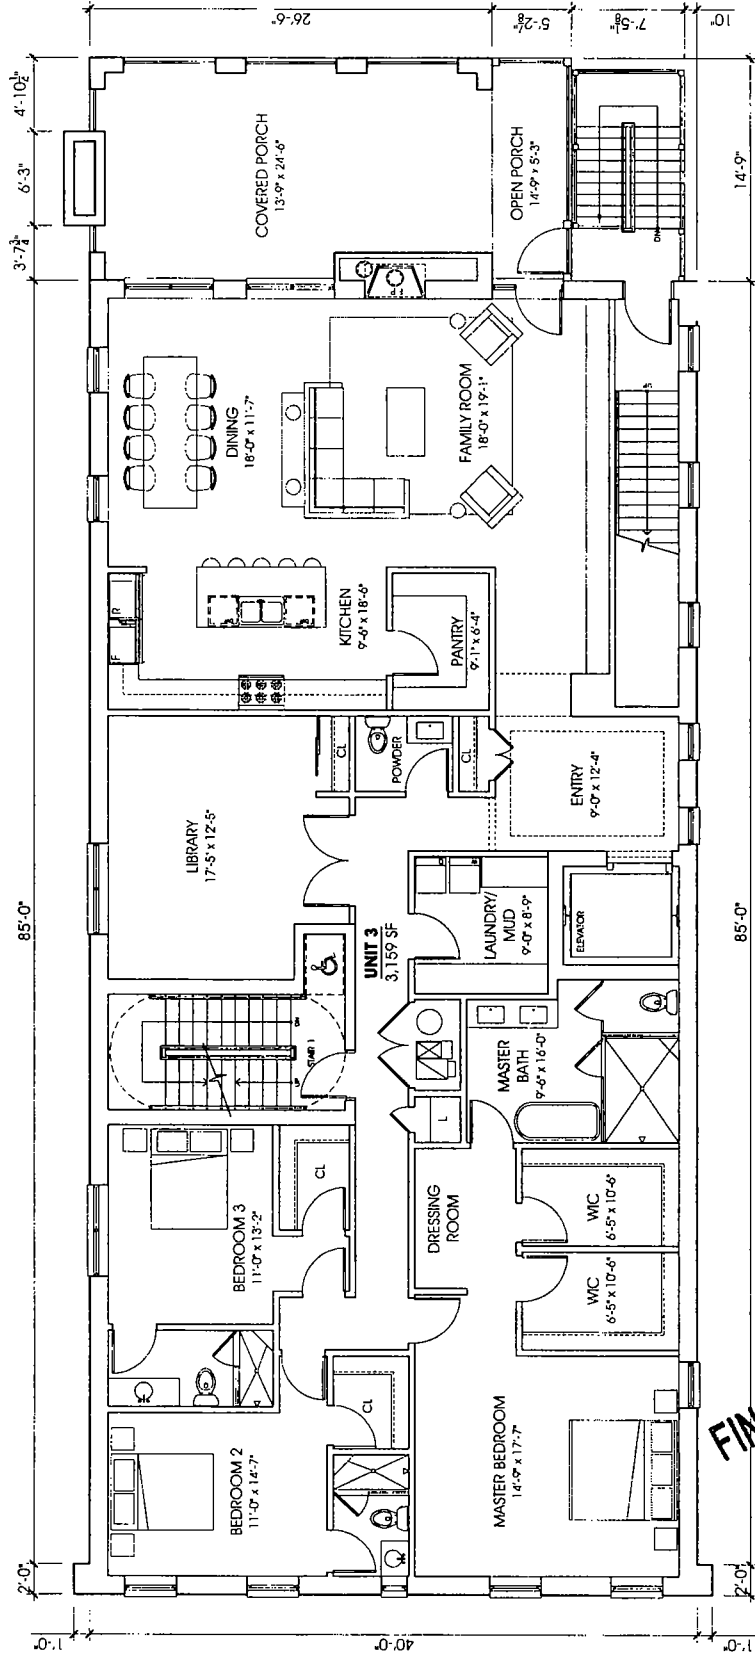 26'-6"
5'-2⅞"
7'-5⅛"
10"
4'-10½"
6'-3"
3'-7¾"
14'-9"
85'-0"
85'-0"
2'-0"
2'-0"
1'-0"
40'-0"
1'-0"
COVERED PORCH
13'-9" x 24'-6"
OPEN PORCH
14'-9" x 5'-3"
DN
FP
DINING
18'-0" x 11'-7"
FAMILY ROOM
18'-0" x 19'-1"
UP
F
R
KITCHEN
9'-6" x 18'-6"
PANTRY
9'-1" x 6'-4"
LIBRARY
17'-5" x 12'-5"
CL
POWDER
CL
ENTRY
9'-0" x 12'-4"
UNIT 3
3,159 SF
LAUNDRY/
MUD
9'-0" x 8'-9"
ELEVATOR
DN
UP
STAIR 1
L
MASTER
BATH
9'-6" x 16'-0"
BEDROOM 3
11'-0" x 13'-2"
CL
DRESSING
ROOM
WIC
6'-5" x 10'-6"
WIC
6'-5" x 10'-6"
BEDROOM 2
11'-0" x 14'-7"
CL
MASTER BEDROOM
14'-9" x 17'-7"
FIN